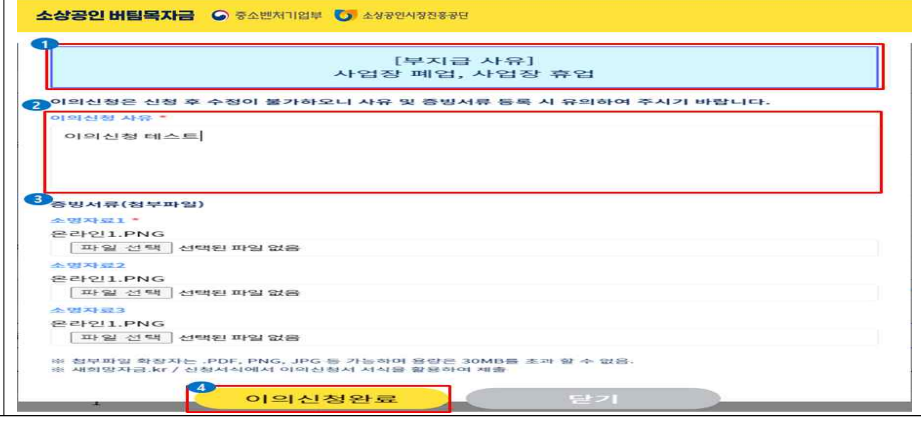 소상공인 버팀목자금 중소벤처기업부 소상공인시장진흥공단
1
[부지급 사유]
사업장 폐업, 사업장 휴업
2
이의신청은 신청 후 수정이 불가하오니 사유 및 증빙서류 등록 시 유의하여 주시기 바랍니다.
이의신청 사유 *
이의신청 테스트
3
증빙서류(첨부파일)
소명자료1 *
온라인1.PNG
파일 선택 선택된 파일 없음
소명자료2
온라인1.PNG
파일 선택 선택된 파일 없음
소명자료3
온라인1.PNG
파일 선택 선택된 파일 없음
※ 첨부파일 확장자는 .PDF, PNG, JPG 등 가능하며 용량은 30MB를 초과 할 수 없음.
※ 새희망자금.kr / 신청서식에서 이의신청서 서식을 활용하여 제출
4
이의신청완료 닫기